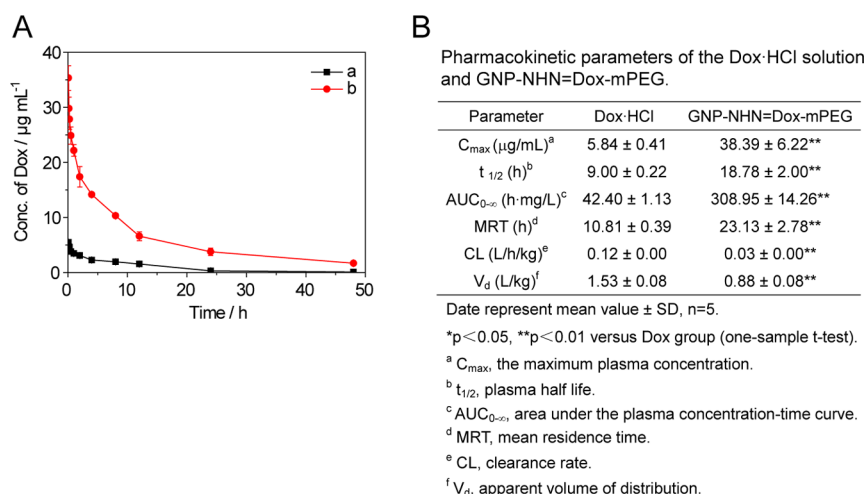 A
B
Conc. of Dox / μg mL⁻¹
40
30
20
10
0
0 10 20 30 40 50
Time / h
a
b
Pharmacokinetic parameters of the Dox·HCl solution
and GNP-NHN=Dox-mPEG.
Parameter Dox·HCl GNP-NHN=Dox-mPEG
Cmax (μg/mL)ᵃ 5.84 ± 0.41 38.39 ± 6.22**
t 1/2 (h)ᵇ 9.00 ± 0.22 18.78 ± 2.00**
AUC0-∞ (h·mg/L)ᶜ 42.40 ± 1.13 308.95 ± 14.26**
MRT (h)ᵈ 10.81 ± 0.39 23.13 ± 2.78**
CL (L/h/kg)ᵉ 0.12 ± 0.00 0.03 ± 0.00**
Vd (L/kg)ᶠ 1.53 ± 0.08 0.88 ± 0.08**
Date represent mean value ± SD, n=5.
*p<0.05, **p<0.01 versus Dox group (one-sample t-test).
ᵃ Cmax, the maximum plasma concentration.
ᵇ t1/2, plasma half life.
ᶜ AUC0-∞, area under the plasma concentration-time curve.
ᵈ MRT, mean residence time.
ᵉ CL, clearance rate.
ᶠ Vd, apparent volume of distribution.